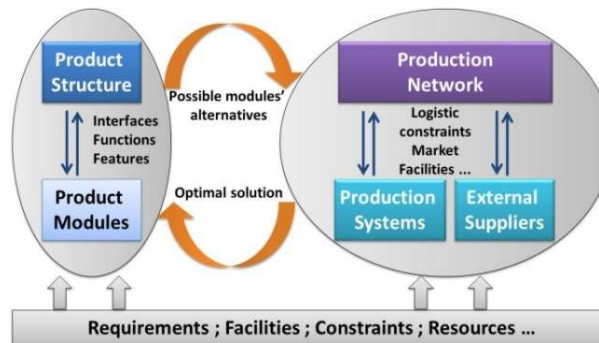 Product
Structure
Interfaces
Functions
Features
Product
Modules
Possible modules'
alternatives
Optimal solution
Production
Network
Logistic
constraints
Market
Facilities ...
Production
Systems
External
Suppliers
Requirements ; Facilities ; Constraints ; Resources ...